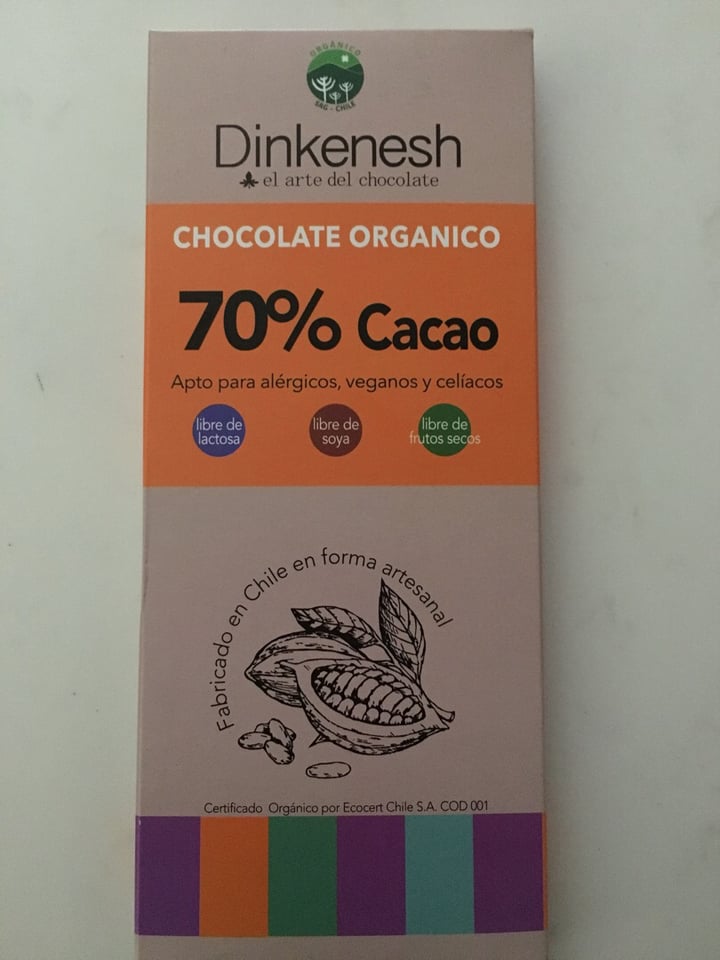 ORGÁNICO
SAG - CHILE
Dinkenesh
el arte del chocolate
CHOCOLATE ORGANICO
70% Cacao
Apto para alérgicos, veganos y celíacos
libre de
lactosa
libre de
soya
libre de
frutos secos
Fabricado en Chile en forma artesanal
Certificado Orgánico por Ecocert Chile S.A. COD 001